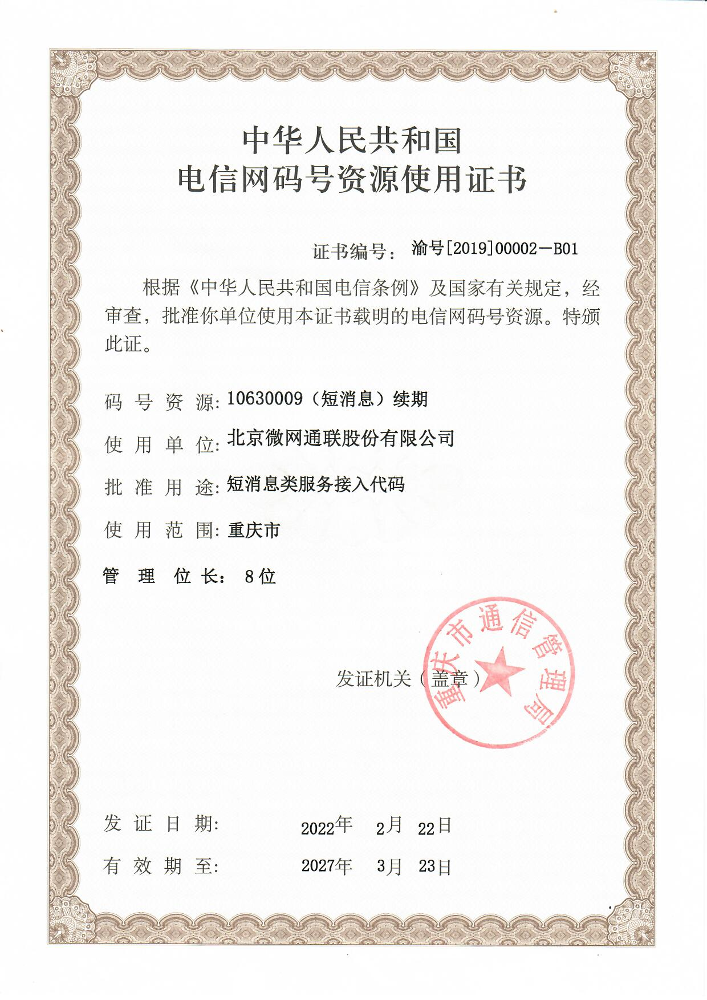 中华人民共和国
电信网码号资源使用证书
证书编号： 渝号[2019]00002－B01
根据《中华人民共和国电信条例》及国家有关规定，经
审查，批准你单位使用本证书载明的电信网码号资源。特颁
此证。
码号资源: 10630009（短消息）续期
使用单位: 北京微网通联股份有限公司
批准用途: 短消息类服务接入代码
使用范围: 重庆市
管理位长： 8位
重庆市通信管理局
发证机关（盖章）
发证日期: 2022年 2月 22日
有效期至: 2027年 3月 23日